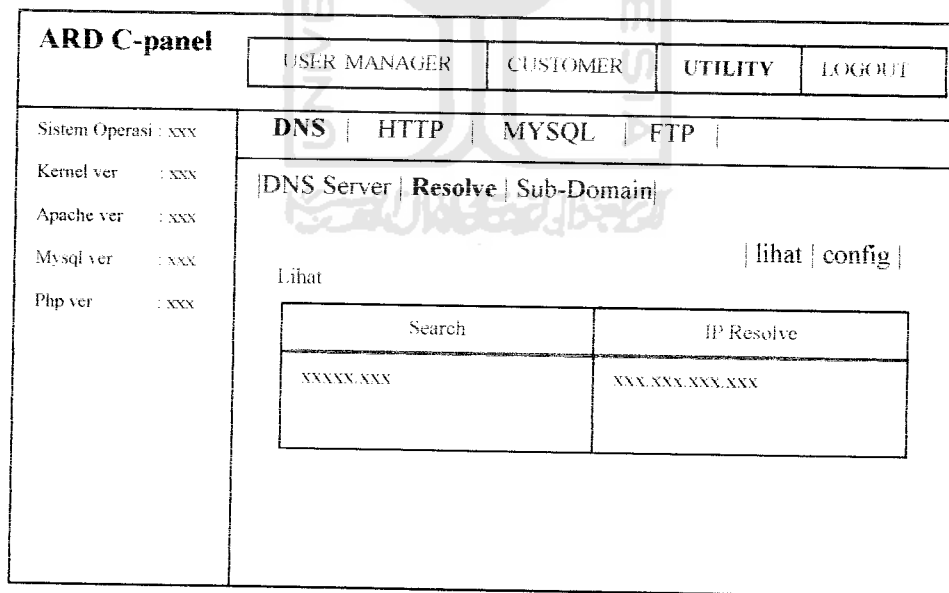 ARD C-panel
USER MANAGER | CUSTOMER | UTILITY | LOGOUT
Sistem Operasi : xxx
Kernel ver : xxx
Apache ver : xxx
Mysql ver : xxx
Php ver : xxx
DNS | HTTP | MYSQL | FTP |
|DNS Server | Resolve | Sub-Domain|
| lihat | config |
Lihat
Search | IP Resolve
xxxxx.xxx | xxx.xxx.xxx.xxx